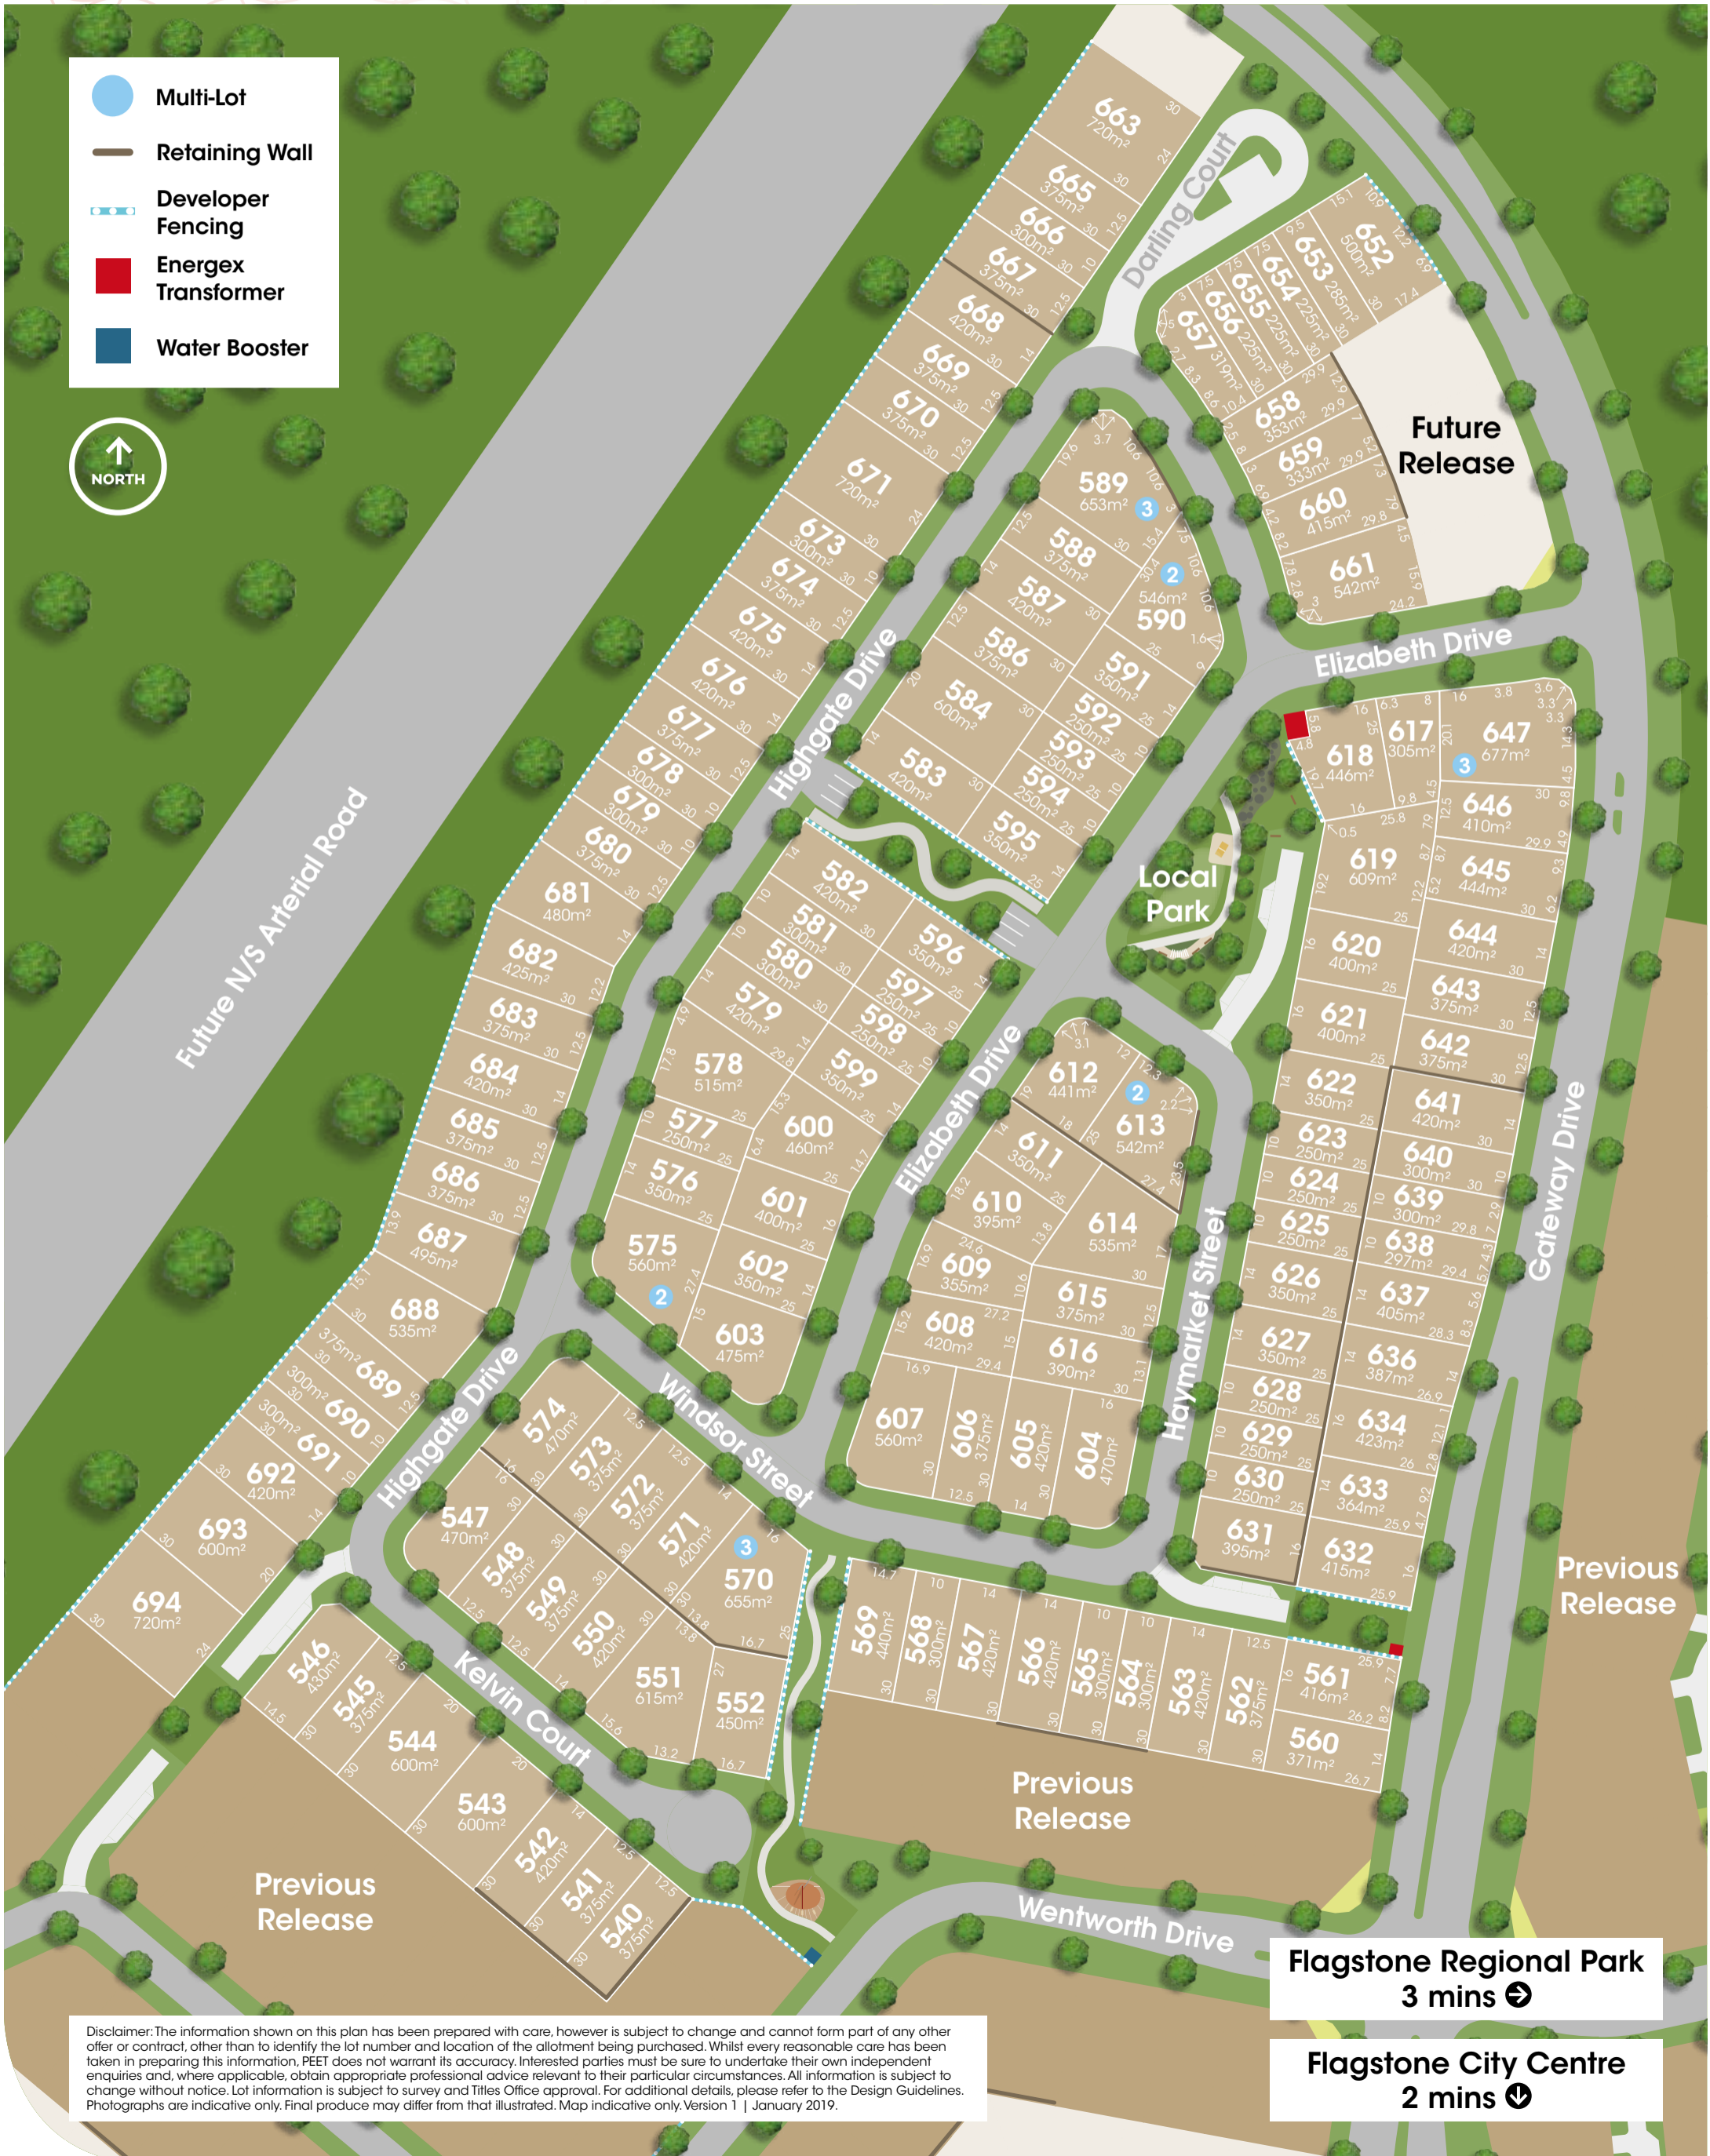 Multi-Lot
Retaining Wall
Developer
Fencing
Energex
Transformer
Water Booster
NORTH
Future N/S Arterial Road
Darling Court
Highgate Drive
Elizabeth Drive
Future
Release
Local
Park
Elizabeth Drive
Gateway Drive
Haymarket Street
Windsor Street
Highgate Drive
Kelvin Court
Wentworth Drive
Previous
Release
Previous
Release
Previous
Release
663
720m²
665
375m²
666
300m²
667
375m²
668
420m²
669
375m²
670
375m²
671
720m²
673
300m²
674
375m²
675
420m²
676
420m²
677
375m²
678
300m²
679
300m²
680
375m²
681
480m²
682
425m²
683
375m²
684
420m²
685
375m²
686
375m²
687
495m²
688
535m²
689
375m²
690
300m²
691
300m²
692
420m²
693
600m²
694
720m²
652
500m²
653
285m²
654
225m²
655
225m²
656
225m²
657
319m²
658
353m²
659
333m²
660
415m²
661
542m²
589
653m²
3
588
375m²
587
420m²
586
375m²
584
600m²
583
420m²
2
546m²
590
591
350m²
592
250m²
593
250m²
594
250m²
595
350m²
582
420m²
581
300m²
580
300m²
579
420m²
578
515m²
577
250m²
576
350m²
575
560m²
2
596
350m²
597
250m²
598
250m²
599
350m²
600
460m²
601
400m²
602
350m²
603
475m²
612
441m²
2
613
542m²
611
350m²
610
395m²
614
535m²
609
355m²
615
375m²
608
420m²
616
390m²
607
560m²
606
375m²
605
420m²
604
470m²
618
446m²
617
305m²
647
677m²
3
646
410m²
619
609m²
645
444m²
620
400m²
644
420m²
621
400m²
643
375m²
642
375m²
622
350m²
641
420m²
623
250m²
640
300m²
624
250m²
639
300m²
625
250m²
638
297m²
626
350m²
637
405m²
627
350m²
636
387m²
628
250m²
634
423m²
629
250m²
630
250m²
633
364m²
631
395m²
632
415m²
574
470m²
573
375m²
572
375m²
571
420m²
3
570
655m²
547
470m²
548
375m²
549
375m²
550
420m²
551
615m²
552
450m²
569
440m²
568
300m²
567
420m²
566
420m²
565
300m²
564
300m²
563
420m²
562
375m²
561
416m²
560
371m²
546
430m²
545
375m²
544
600m²
543
600m²
542
420m²
541
375m²
540
375m²
Flagstone Regional Park
3 mins
Flagstone City Centre
2 mins
Disclaimer: The information shown on this plan has been prepared with care, however is subject to change and cannot form part of any other
offer or contract, other than to identify the lot number and location of the allotment being purchased. Whilst every reasonable care has been
taken in preparing this information, PEET does not warrant its accuracy. Interested parties must be sure to undertake their own independent
enquiries and, where applicable, obtain appropriate professional advice relevant to their particular circumstances. All information is subject to
change without notice. Lot information is subject to survey and Titles Office approval. For additional details, please refer to the Design Guidelines.
Photographs are indicative only. Final produce may differ from that illustrated. Map indicative only. Version 1 | January 2019.